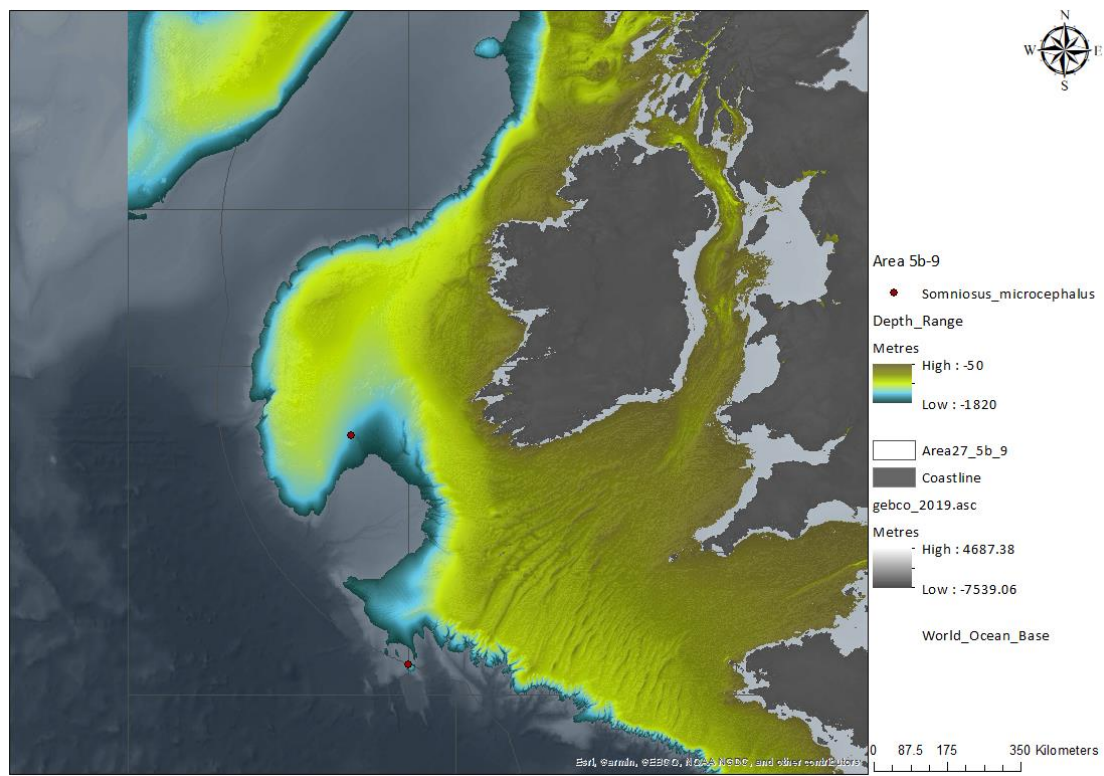 N
W E
S
Area 5b-9
Somniosus_microcephalus
Depth_Range
Metres
High : -50
Low : -1820
Area27_5b_9
Coastline
gebco_2019.asc
Metres
High : 4687.38
Low : -7539.06
World_Ocean_Base
0 87.5 175 350 Kilometers
Esri, Garmin, GEBCO, NOAA NGDC, and other contributors